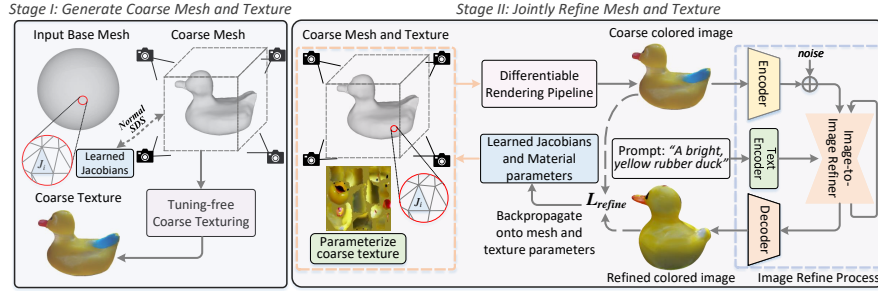 Stage I: Generate Coarse Mesh and Texture
Input Base Mesh
Coarse Mesh
Normal
SDS
J_i
Learned
Jacobians
Coarse Texture
Tuning-free
Coarse Texturing
Stage II: Jointly Refine Mesh and Texture
Coarse Mesh and Texture
J_i
Parameterize
coarse texture
Differentiable
Rendering Pipeline
Learned Jacobians
and Material
parameters
Backpropagate
onto mesh and
texture parameters
Coarse colored image
Prompt: “A bright,
yellow rubber duck”
L_refine
Refined colored image
Encoder
noise
Text
Encoder
Image-to-
Image Refiner
Decoder
Image Refine Process